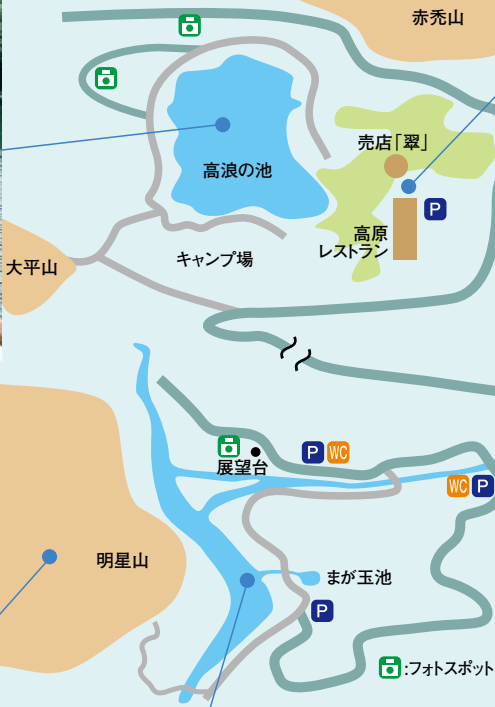 赤禿山
売店「翠」
高浪の池
P
高原
レストラン
キャンプ場
大平山
P
WC
展望台
WC
P
明星山
まが玉池
P
:フォトスポット